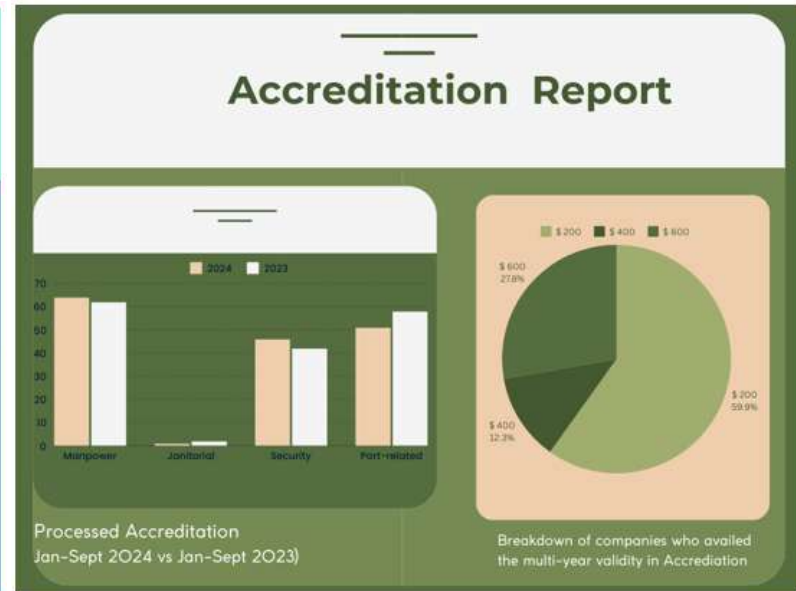 Accreditation Report
2024 2023
70
60
50
40
30
20
10
0
Manpower Janitorial Security Port-related
Processed Accreditation
Jan-Sept 2024 vs Jan-Sept 2023)
$ 200 $ 400 $ 600
$ 600
27.8%
$ 200
59.9%
$ 400
12.3%
Breakdown of companies who availed
the multi-year validity in Accrediation